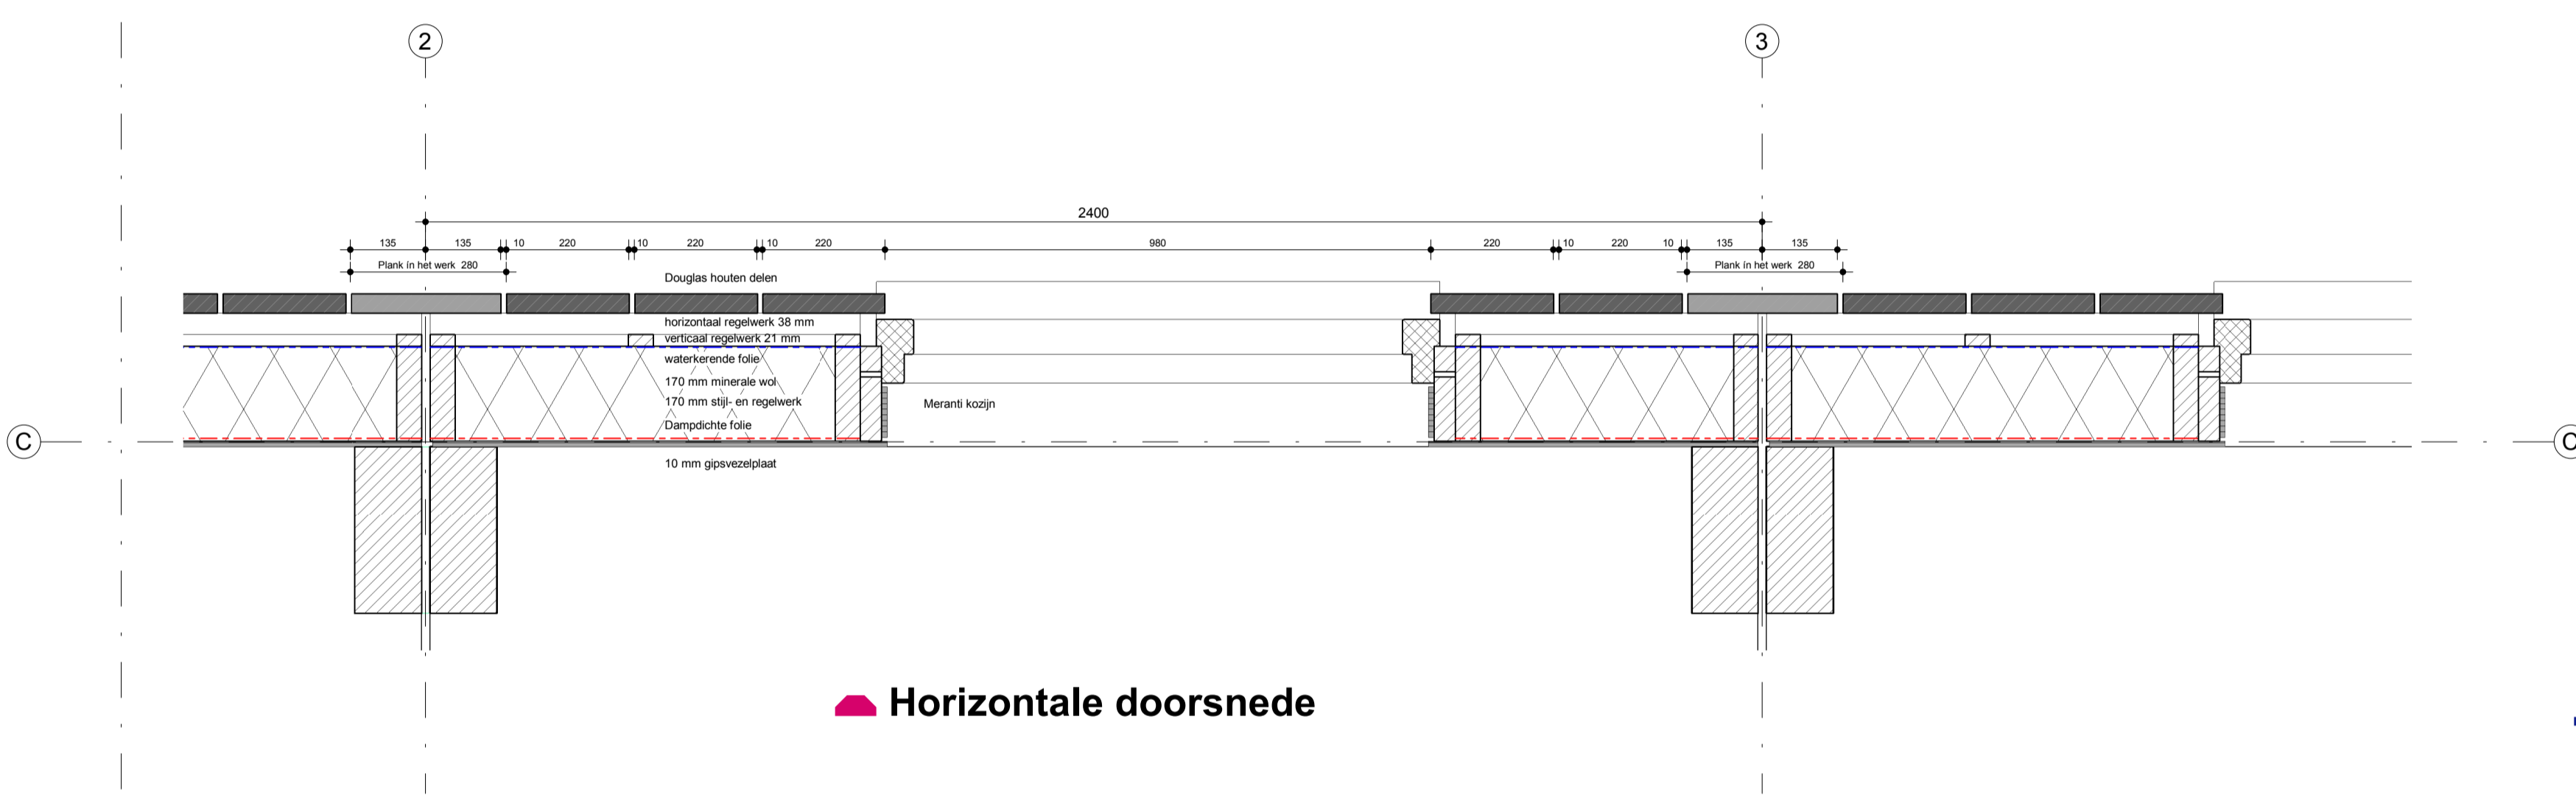 2
3
2400
135 135 10 220 10 220 10 220 980 220 10 220 10 135 135
Plank ín het werk 280
Plank ín het werk 280
Douglas houten delen
horizontaal regelwerk 38 mm
verticaal regelwerk 21 mm
waterkerende folie
170 mm minerale wol
170 mm stijl- en regelwerk
Meranti kozijn
Dampdichte folie
C
C
10 mm gipsvezelplaat
Horizontale doorsnede